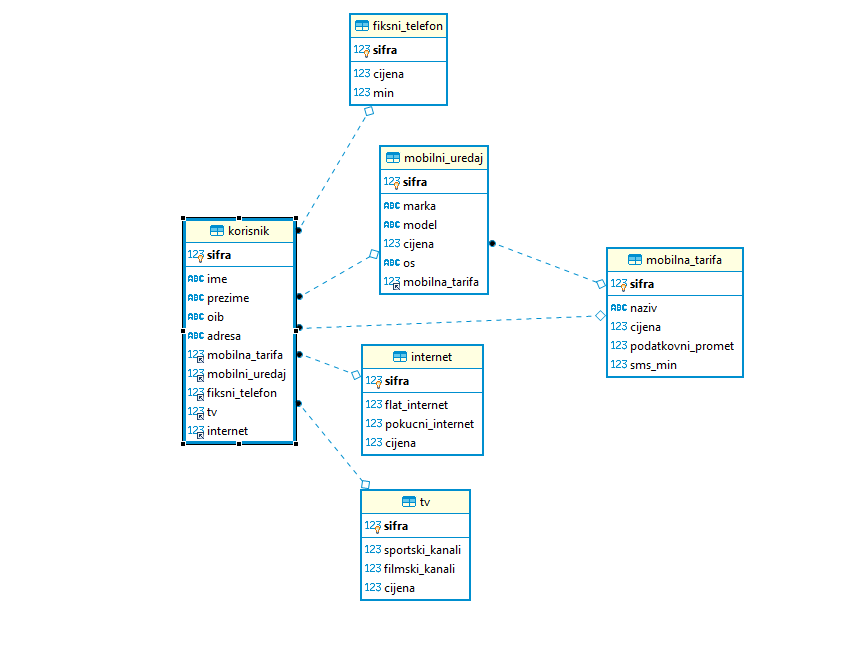 fiksni_telefon
123 sifra
123 cijena
123 min
mobilni_uredaj
123 sifra
ABC marka
ABC model
123 cijena
ABC os
123 mobilna_tarifa
korisnik
123 sifra
ABC ime
ABC prezime
ABC oib
ABC adresa
123 mobilna_tarifa
123 mobilni_uredaj
123 fiksni_telefon
123 tv
123 internet
mobilna_tarifa
123 sifra
ABC naziv
123 cijena
123 podatkovni_promet
123 sms_min
internet
123 sifra
123 flat_internet
123 pokucni_internet
123 cijena
tv
123 sifra
123 sportski_kanali
123 filmski_kanali
123 cijena